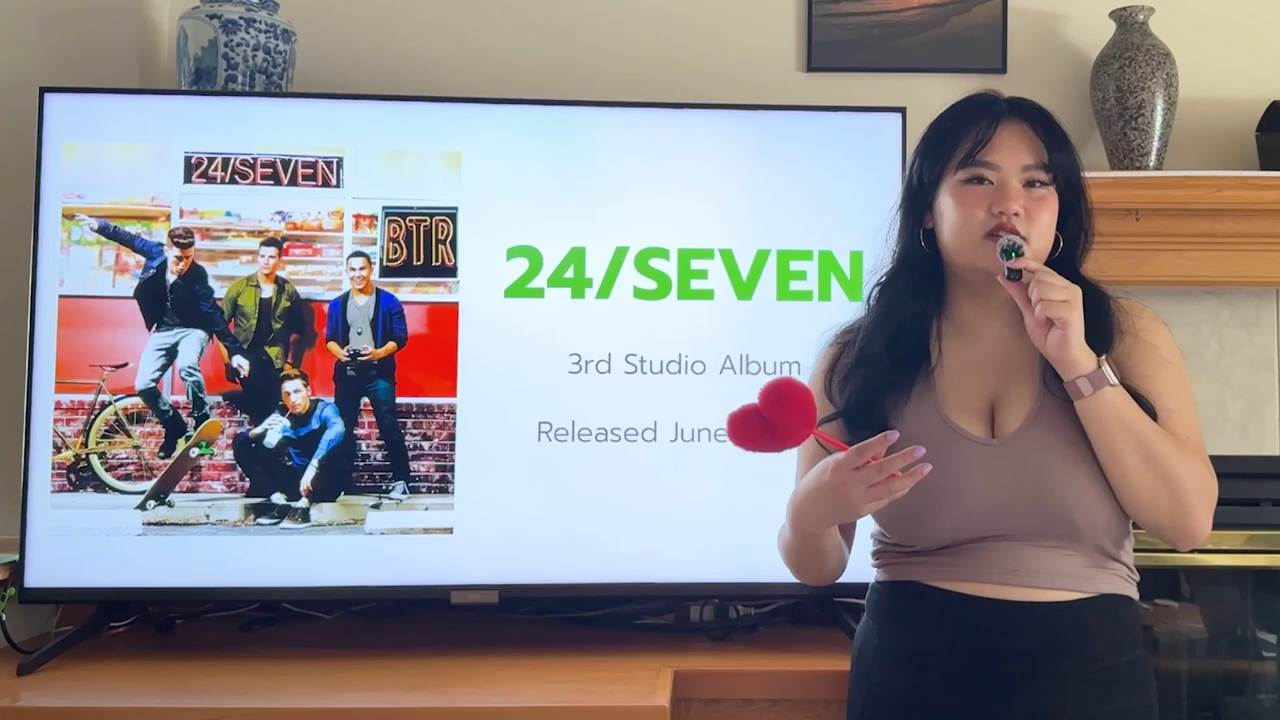 24/SEVEN
BTR
24/SEVEN
3rd Studio Album
Released June